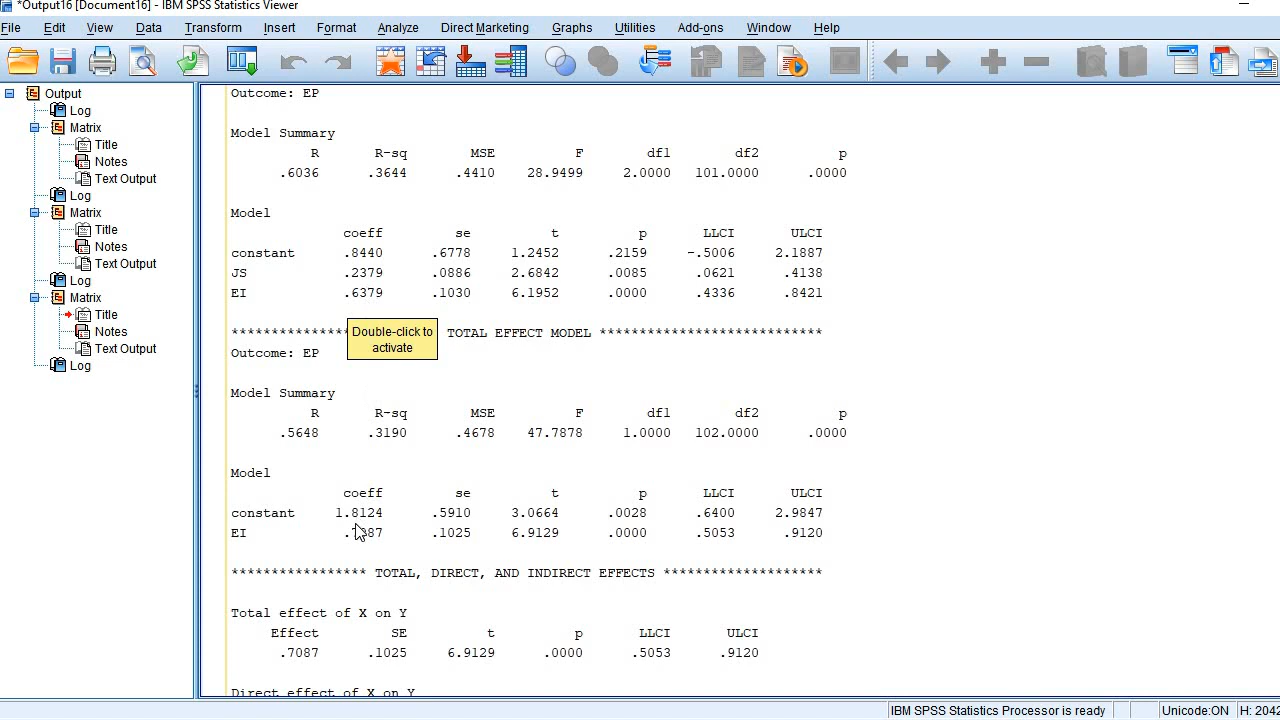 *Output16 [Document16] - IBM SPSS Statistics Viewer
File Edit View Data Transform Insert Format Analyze Direct Marketing Graphs Utilities Add-ons Window Help
Output
Log
Matrix
Title
Notes
Text Output
Log
Matrix
Title
Notes
Text Output
Log
Matrix
Title
Notes
Text Output
Log
Outcome: EP
Model Summary
R R-sq MSE F df1 df2 p
.6036 .3644 .4410 28.9499 2.0000 101.0000 .0000
Model
coeff se t p LLCI ULCI
constant .8440 .6778 1.2452 .2159 -.5006 2.1887
JS .2379 .0886 2.6842 .0085 .0621 .4138
EI .6379 .1030 6.1952 .0000 .4336 .8421
*************** TOTAL EFFECT MODEL ****************************
Double-click to
activate
Outcome: EP
Model Summary
R R-sq MSE F df1 df2 p
.5648 .3190 .4678 47.7878 1.0000 102.0000 .0000
Model
coeff se t p LLCI ULCI
constant 1.8124 .5910 3.0664 .0028 .6400 2.9847
EI .1025 6.9129 .0000 .5053 .9120
***************** TOTAL, DIRECT, AND INDIRECT EFFECTS ********************
Total effect of X on Y
Effect SE t p LLCI ULCI
.7087 .1025 6.9129 .0000 .5053 .9120
Direct effect of X on Y
IBM SPSS Statistics Processor is ready Unicode:ON H: 2042